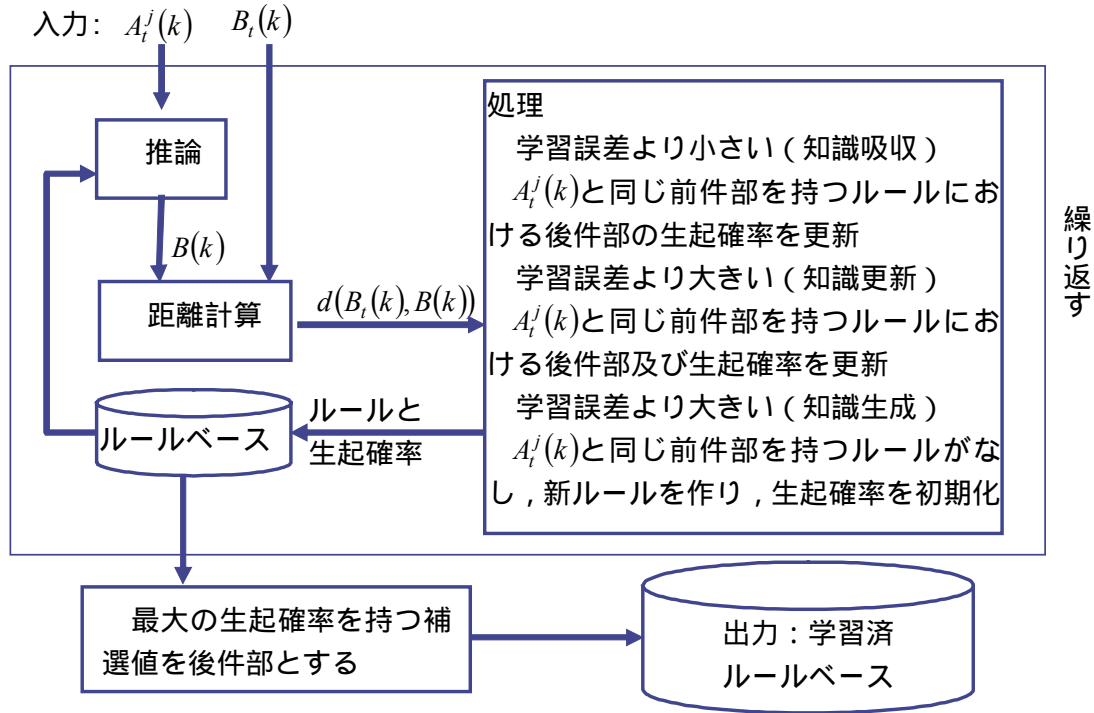 入力: A_t^j(k) B_t(k)
推論
B(k)
距離計算
d(B_t(k), B(k))
処理
学習誤差より小さい（知識吸収）
A_t^j(k)と同じ前件部を持つルールにお
ける後件部の生起確率を更新
学習誤差より大きい（知識更新）
A_t^j(k)と同じ前件部を持つルールにお
ける後件部及び生起確率を更新
学習誤差より大きい（知識生成）
A_t^j(k)と同じ前件部を持つルールがな
し，新ルールを作り，生起確率を初期化
繰り返す
ルールと
生起確率
ルールベース
最大の生起確率を持つ補
選値を後件部とする
出力：学習済
ルールベース